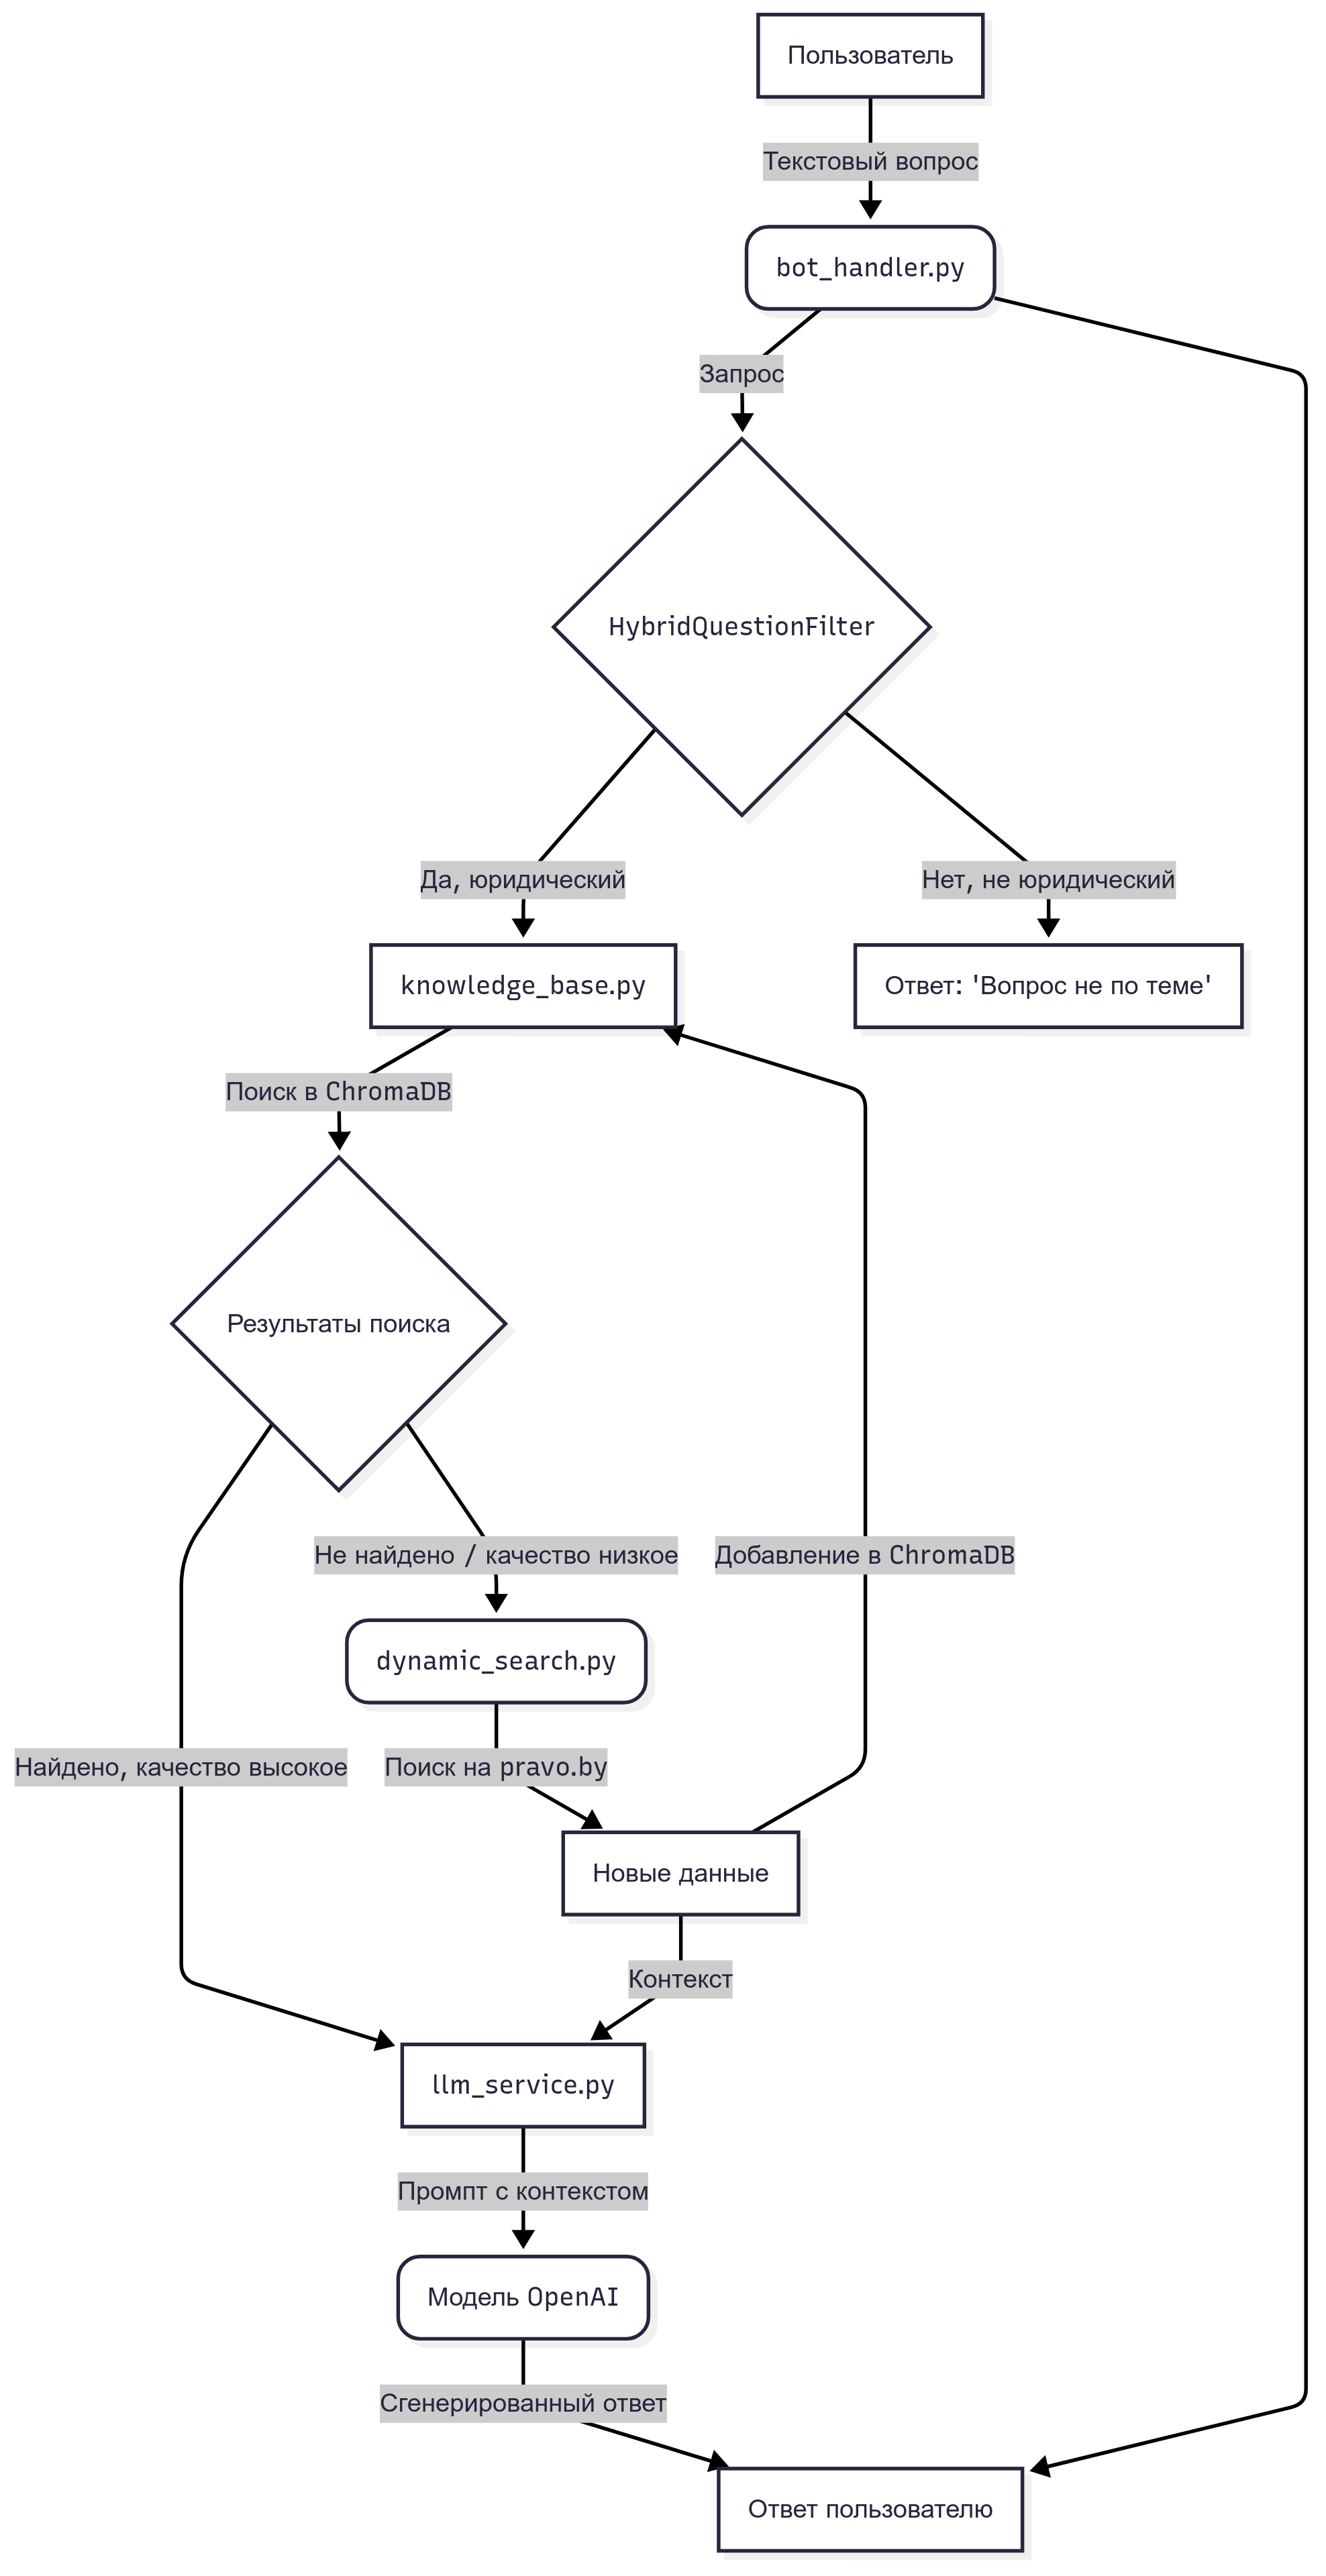 Пользователь
Текстовый вопрос
bot_handler.py
Запрос
HybridQuestionFilter
Да, юридический
Нет, не юридический
knowledge_base.py
Ответ: 'Вопрос не по теме'
Поиск в ChromaDB
Результаты поиска
Не найдено / качество низкое
Добавление в ChromaDB
dynamic_search.py
Найдено, качество высокое
Поиск на pravo.by
Новые данные
Контекст
llm_service.py
Промпт с контекстом
Модель OpenAI
Сгенерированный ответ
Ответ пользователю